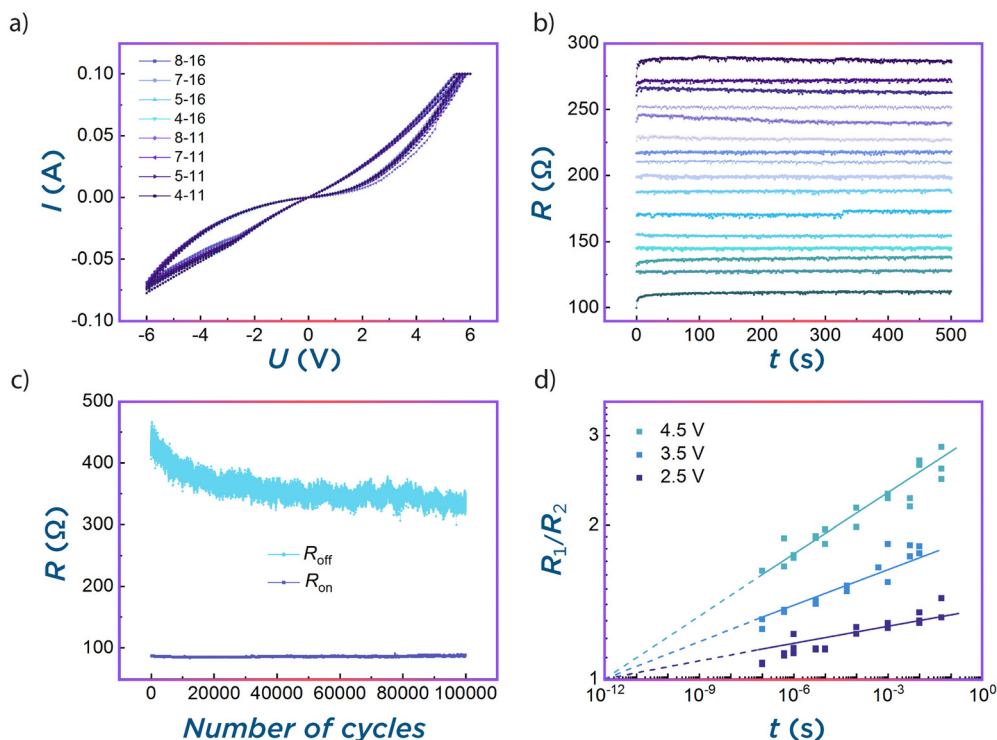 a)
I (A)
0.10
0.05
0.00
-0.05
-0.10
8-16
7-16
5-16
4-16
8-11
7-11
5-11
4-11
-6 -4 -2 0 2 4 6
U (V)
b)
R (Ω)
300
250
200
150
100
0 100 200 300 400 500
t (s)
c)
R (Ω)
500
400
300
200
100
R_off
R_on
0 20000 40000 60000 80000 100000
Number of cycles
d)
R₁/R₂
3
2
1
4.5 V
3.5 V
2.5 V
10⁻¹² 10⁻⁹ 10⁻⁶ 10⁻³ 10⁰
t (s)